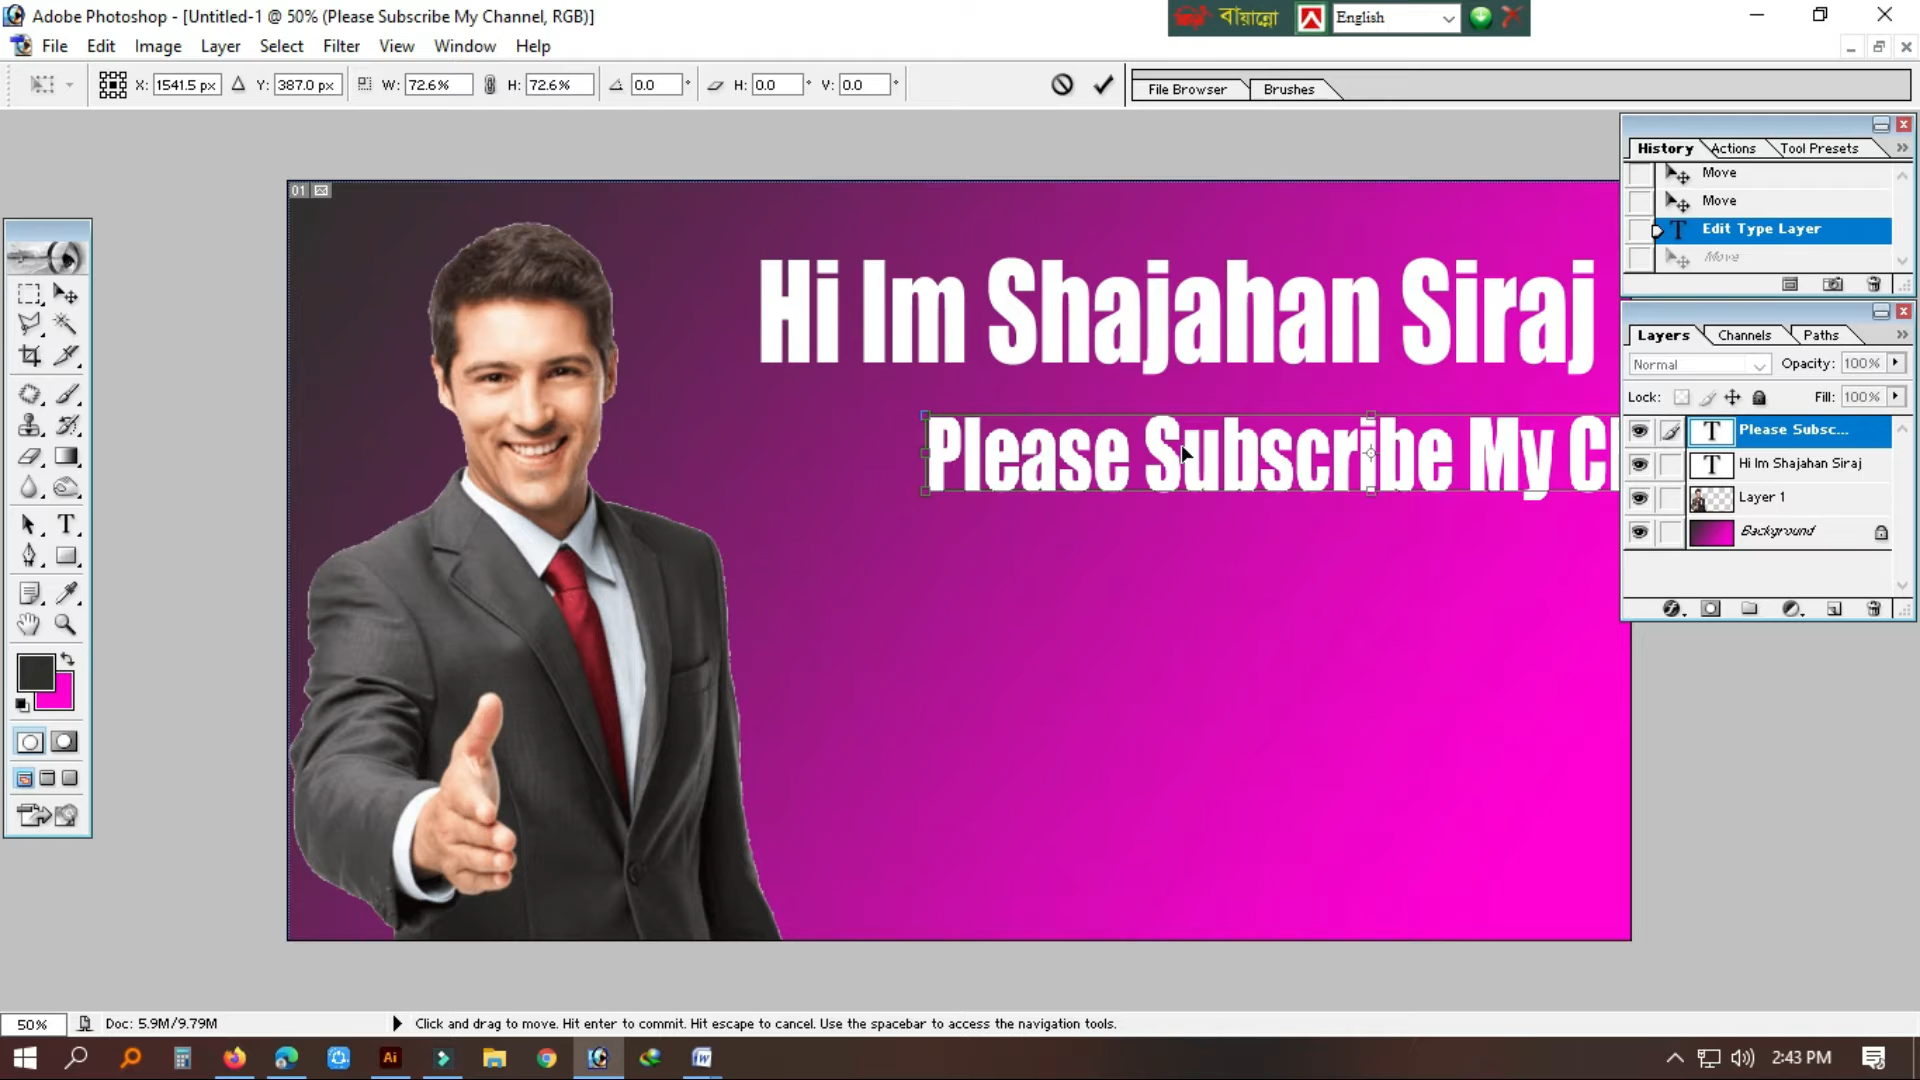 Adobe Photoshop - [Untitled-1 @ 50% (Please Subscribe My Channel, RGB)]
বায়ান্নো English
File Edit Image Layer Select Filter View Window Help
X: 1541.5 px Y: 387.0 px W: 72.6% H: 72.6% 0.0 ° H: 0.0 ° V: 0.0 °
File Browser Brushes
History Actions Tool Presets
Move
Move
Edit Type Layer
Move
01
Hi Im Shajahan Siraj
Please Subscribe My Ch
Layers Channels Paths
Normal Opacity: 100%
Lock: Fill: 100%
T Please Subsc...
T Hi Im Shajahan Siraj
Layer 1
Background
50% Doc: 5.9M/9.79M Click and drag to move. Hit enter to commit. Hit escape to cancel. Use the spacebar to access the navigation tools.
Ai
2:43 PM